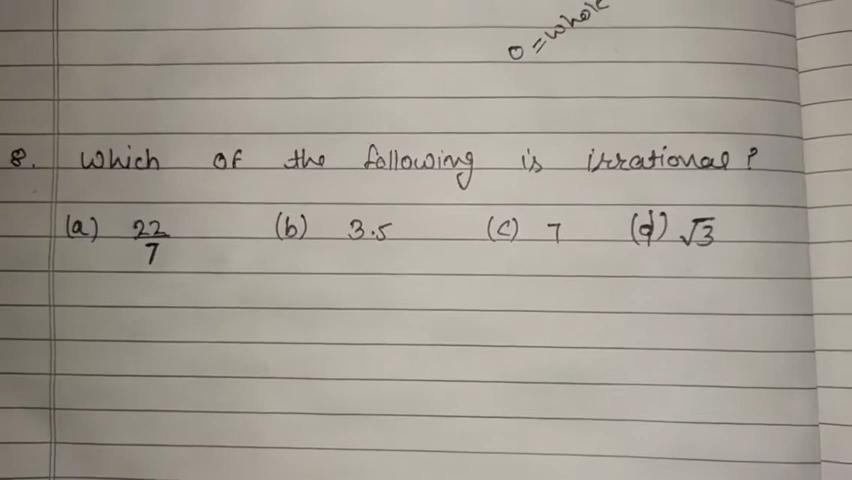 0 = whole
8. Which of the following is irrational?
(a) 22/7 (b) 3.5 (c) 7 (d) √3